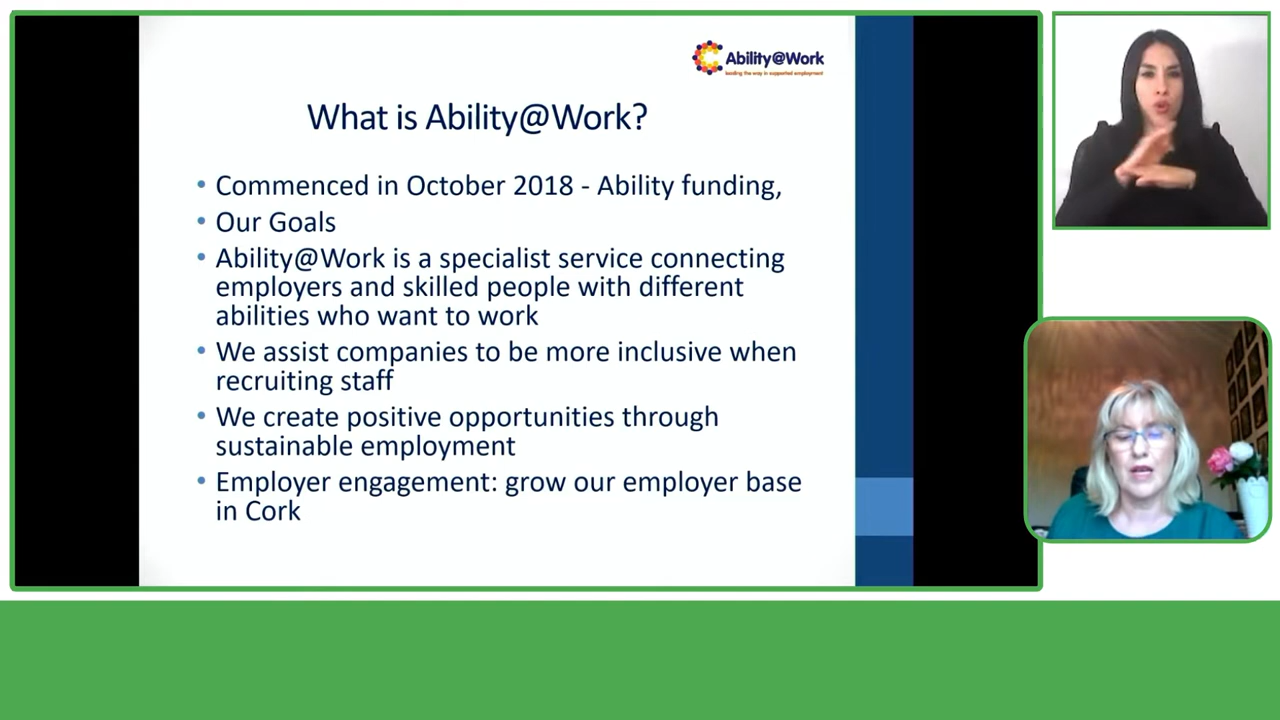 Ability@Work
leading the way in supported employment
What is Ability@Work?
• Commenced in October 2018 - Ability funding,
• Our Goals
• Ability@Work is a specialist service connecting
employers and skilled people with different
abilities who want to work
• We assist companies to be more inclusive when
recruiting staff
• We create positive opportunities through
sustainable employment
• Employer engagement: grow our employer base
in Cork